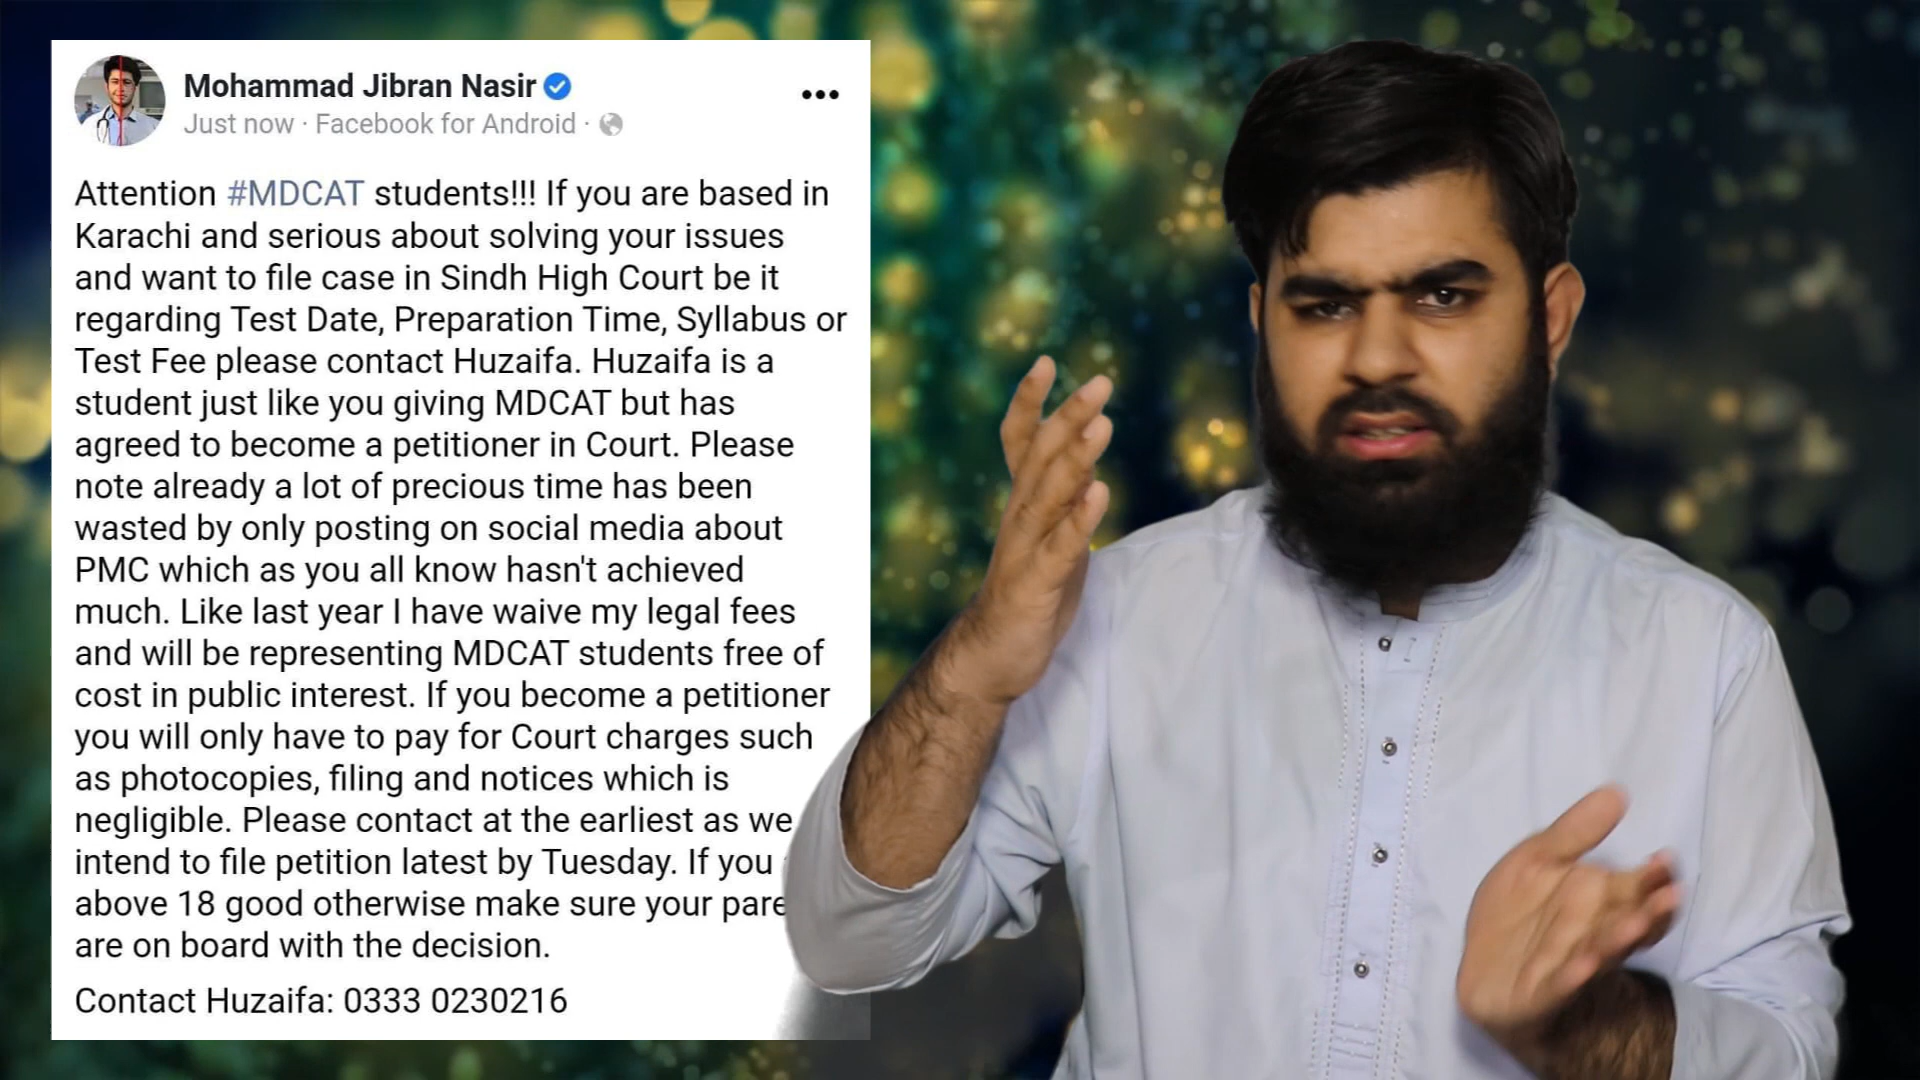 Mohammad Jibran Nasir
Just now · Facebook for Android ·
Attention #MDCAT students!!! If you are based in
Karachi and serious about solving your issues
and want to file case in Sindh High Court be it
regarding Test Date, Preparation Time, Syllabus or
Test Fee please contact Huzaifa. Huzaifa is a
student just like you giving MDCAT but has
agreed to become a petitioner in Court. Please
note already a lot of precious time has been
wasted by only posting on social media about
PMC which as you all know hasn't achieved
much. Like last year I have waive my legal fees
and will be representing MDCAT students free of
cost in public interest. If you become a petitioner
you will only have to pay for Court charges such
as photocopies, filing and notices which is
negligible. Please contact at the earliest as we
intend to file petition latest by Tuesday. If you
above 18 good otherwise make sure your pare
are on board with the decision.
Contact Huzaifa: 0333 0230216